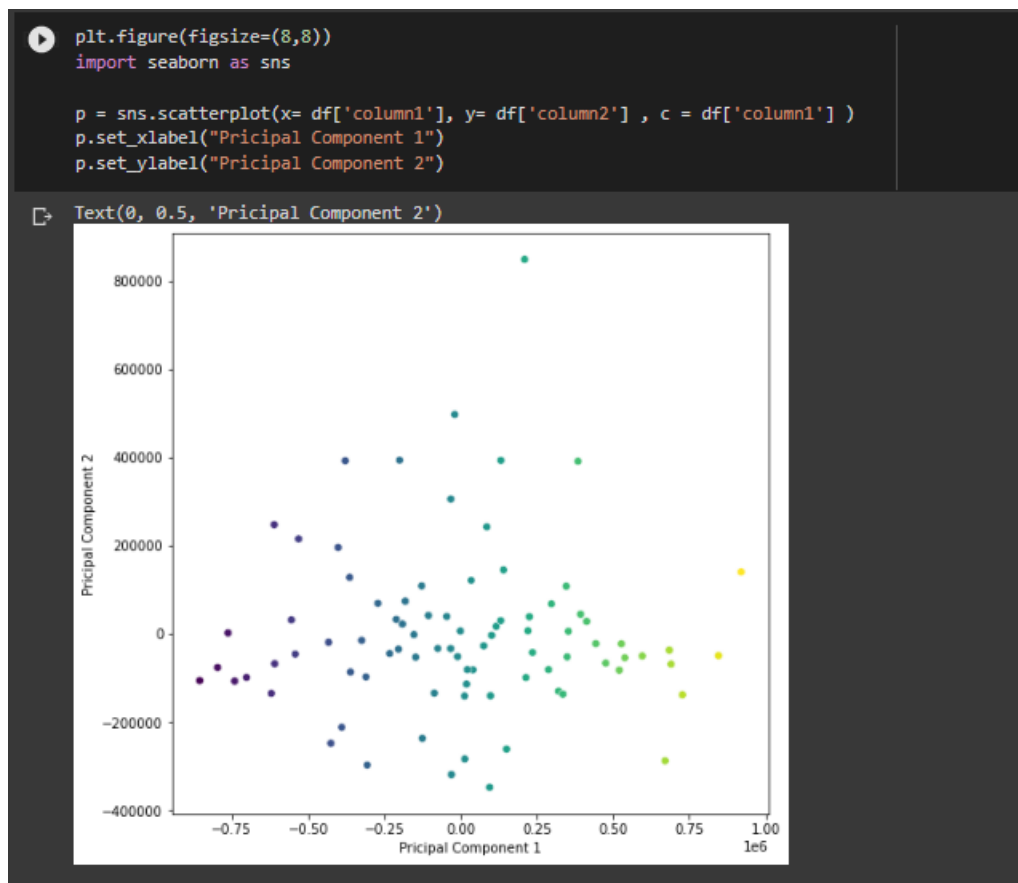 plt.figure(figsize=(8,8))
import seaborn as sns
p = sns.scatterplot(x= df['column1'], y= df['column2'] , c = df['column1'] )
p.set_xlabel("Pricipal Component 1")
p.set_ylabel("Pricipal Component 2")
Text(0, 0.5, 'Pricipal Component 2')
800000
600000
400000
200000
0
−200000
−400000
Pricipal Component 2
−0.75 −0.50 −0.25 0.00 0.25 0.50 0.75 1.00
1e6
Pricipal Component 1